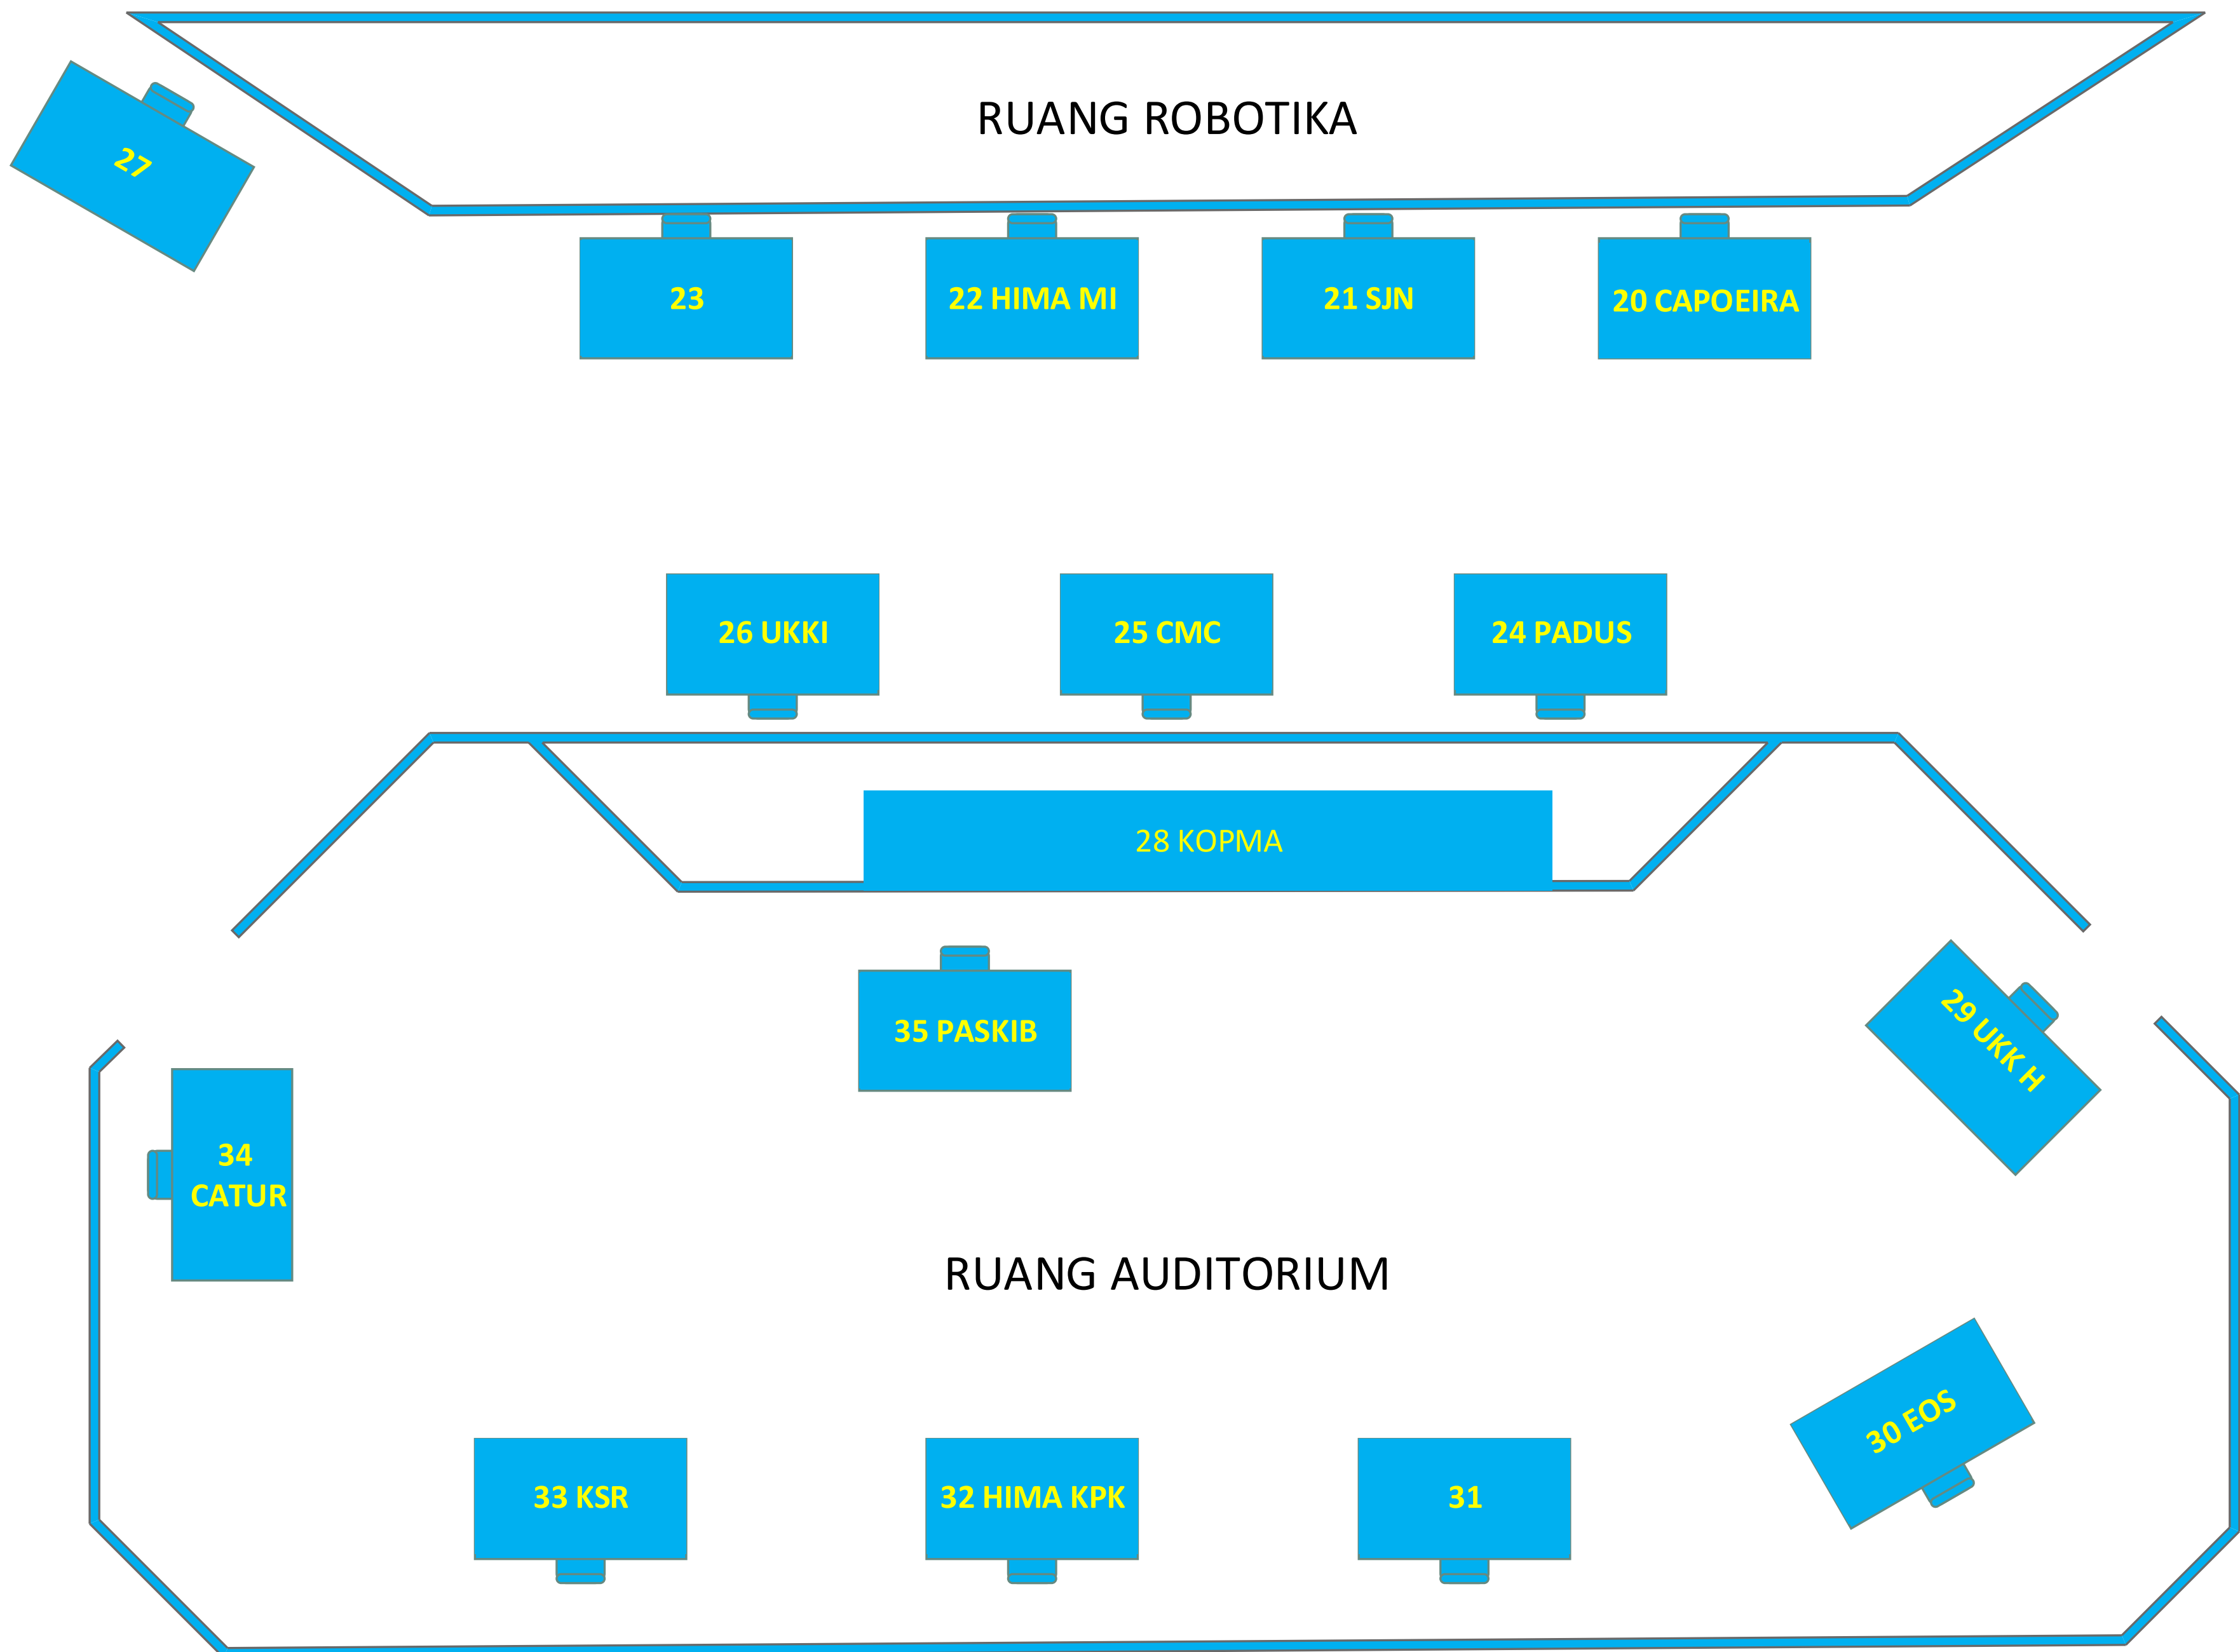 RUANG ROBOTIKA
27
23
22 HIMA MI
21 SJN
20 CAPOEIRA
26 UKKI
25 CMC
24 PADUS
28 KOPMA
35 PASKIB
29 UKK H
34
CATUR
RUANG AUDITORIUM
30 EOS
33 KSR
32 HIMA KPK
31